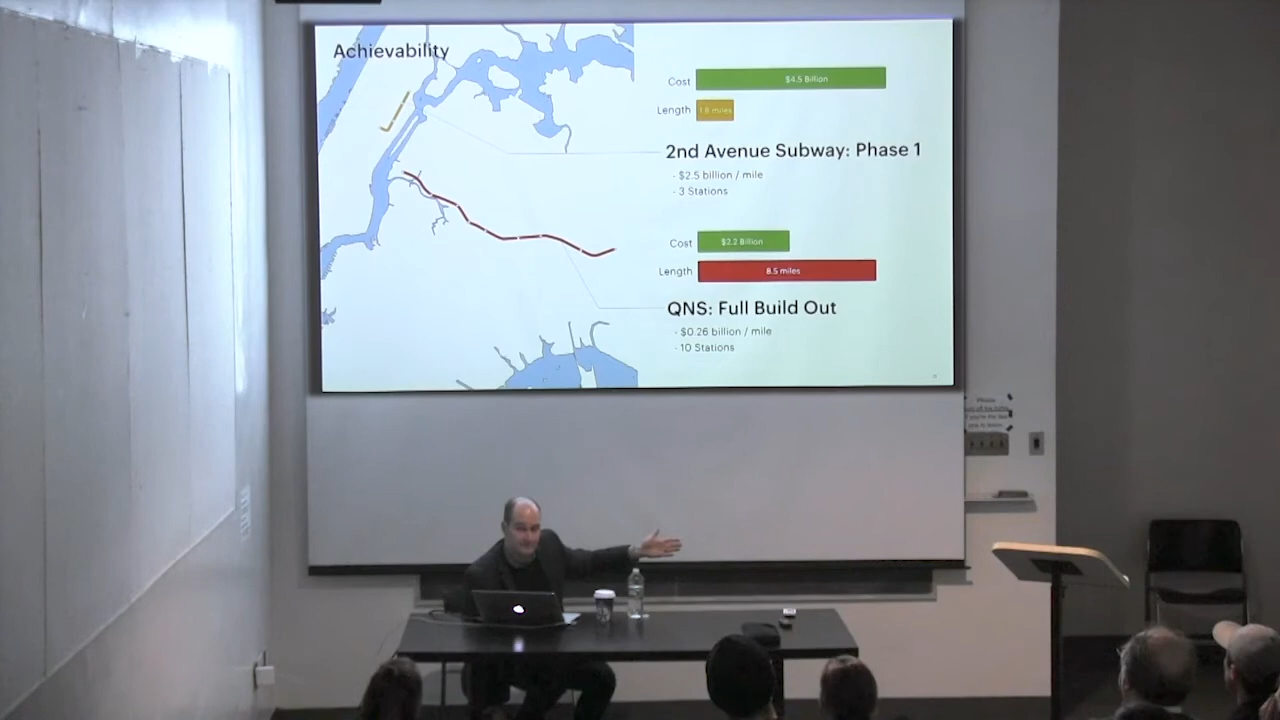 Achievability
Cost
$4.5 Billion
Length
1.8 miles
2nd Avenue Subway: Phase 1
- $2.5 billion / mile
- 3 Stations
Cost
$2.2 Billion
Length
8.5 miles
QNS: Full Build Out
- $0.26 billion / mile
- 10 Stations
Please